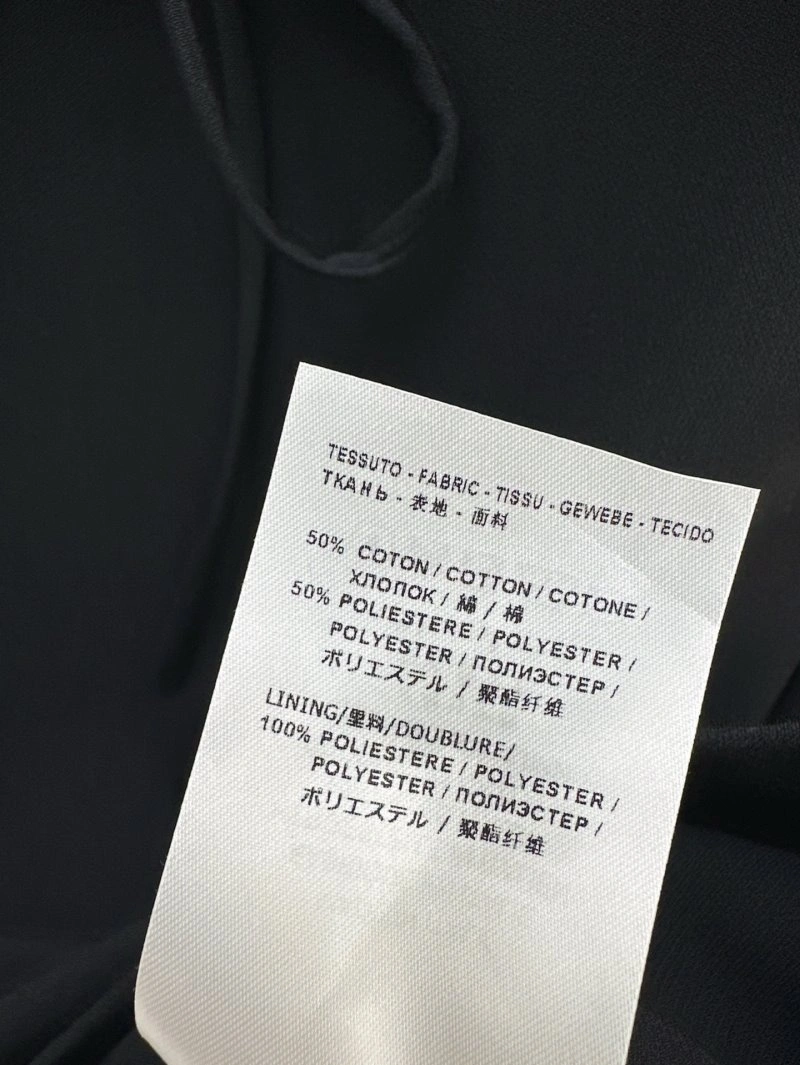 TESSUTO - FABRIC - TISSU - GEWEBE - TECIDO
ТКАНЬ - 表地 - 面料
50% COTON / COTTON / COTONE /
ХЛОПОК / 綿 / 棉
50% POLIESTERE / POLYESTER /
POLYESTER / ПОЛИЭСТЕР /
ポリエステル / 聚酯纤维
LINING/里料/DOUBLURE/
100% POLIESTERE / POLYESTER /
POLYESTER / ПОЛИЭСТЕР /
ポリエステル / 聚酯纤维